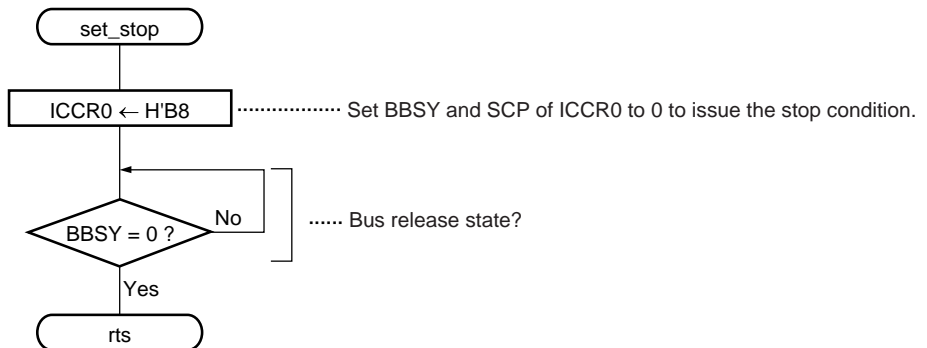 set_stop
ICCR0 ← H'B8
.................. Set BBSY and SCP of ICCR0 to 0 to issue the stop condition.
No
...... Bus release state?
BBSY = 0 ?
Yes
rts